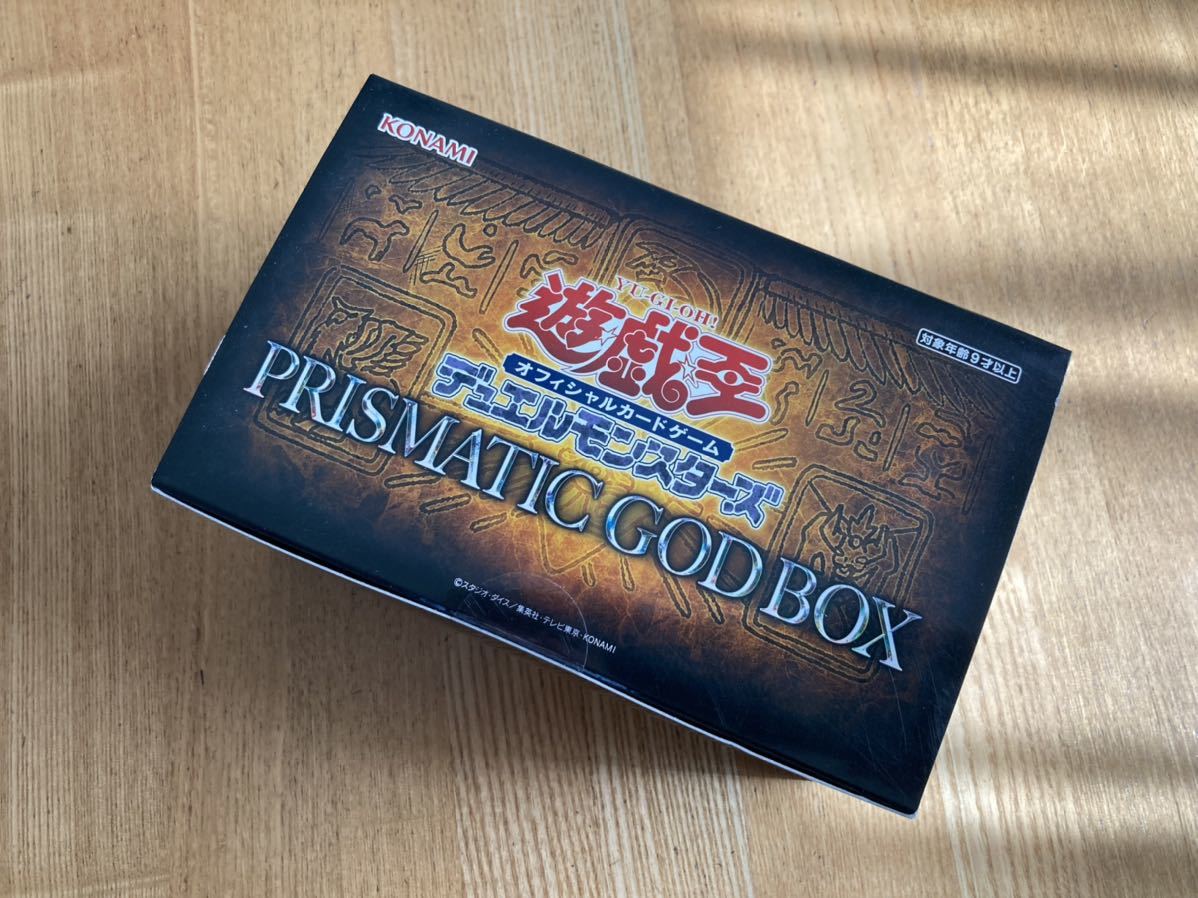 KONAMI
YU-GI-OH!
遊戯王
オフィシャルカードゲーム
デュエルモンスターズ
対象年齢9才以上
PRISMATIC GOD BOX
©スタジオ・ダイス/集英社・テレビ東京・KONAMI